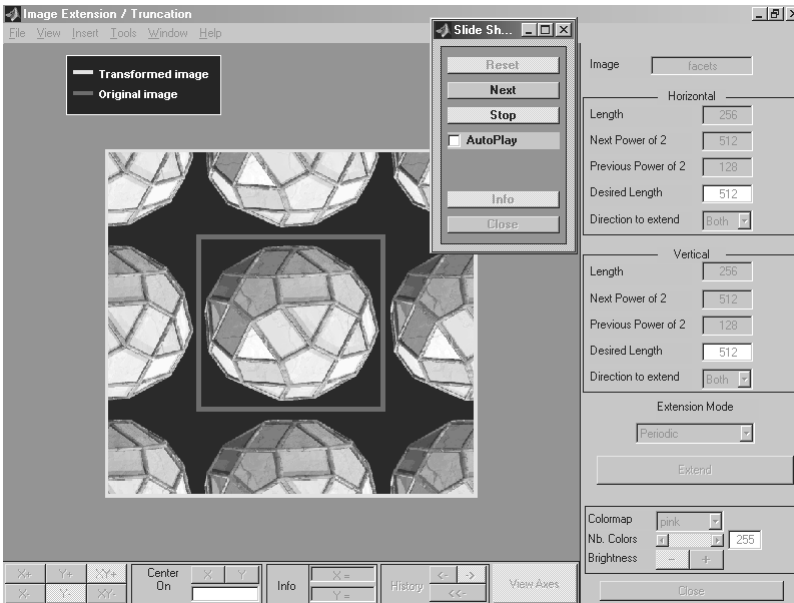 Image Extension / Truncation
File View Insert Tools Window Help
Transformed image
Original image
Slide Sh...
Reset
Next
Stop
AutoPlay
Info
Close
Image facets
Horizontal
Length 256
Next Power of 2 512
Previous Power of 2 128
Desired Length 512
Direction to extend Both
Vertical
Length 256
Next Power of 2 512
Previous Power of 2 128
Desired Length 512
Direction to extend Both
Extension Mode
Periodic
Extend
Colormap pink
Nb. Colors 255
Brightness - +
Close
X+ Y+ XY+
X- Y- XY-
Center On X Y
Info X = Y =
History <- -> <<-
View Axes